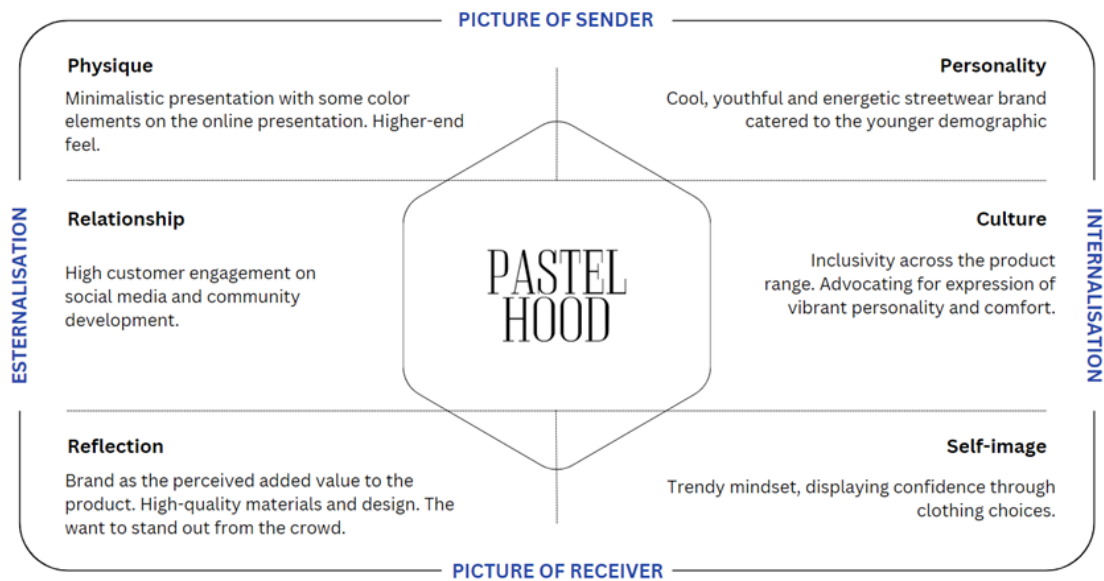 PICTURE OF SENDER
Physique
Minimalistic presentation with some color
elements on the online presentation. Higher-end
feel.
Personality
Cool, youthful and energetic streetwear brand
catered to the younger demographic
ESTERNALISATION
Relationship
High customer engagement on
social media and community
development.
PASTEL
HOOD
Culture
Inclusivity across the product
range. Advocating for expression of
vibrant personality and comfort.
INTERNALISATION
Reflection
Brand as the perceived added value to the
product. High-quality materials and design. The
want to stand out from the crowd.
Self-image
Trendy mindset, displaying confidence through
clothing choices.
PICTURE OF RECEIVER